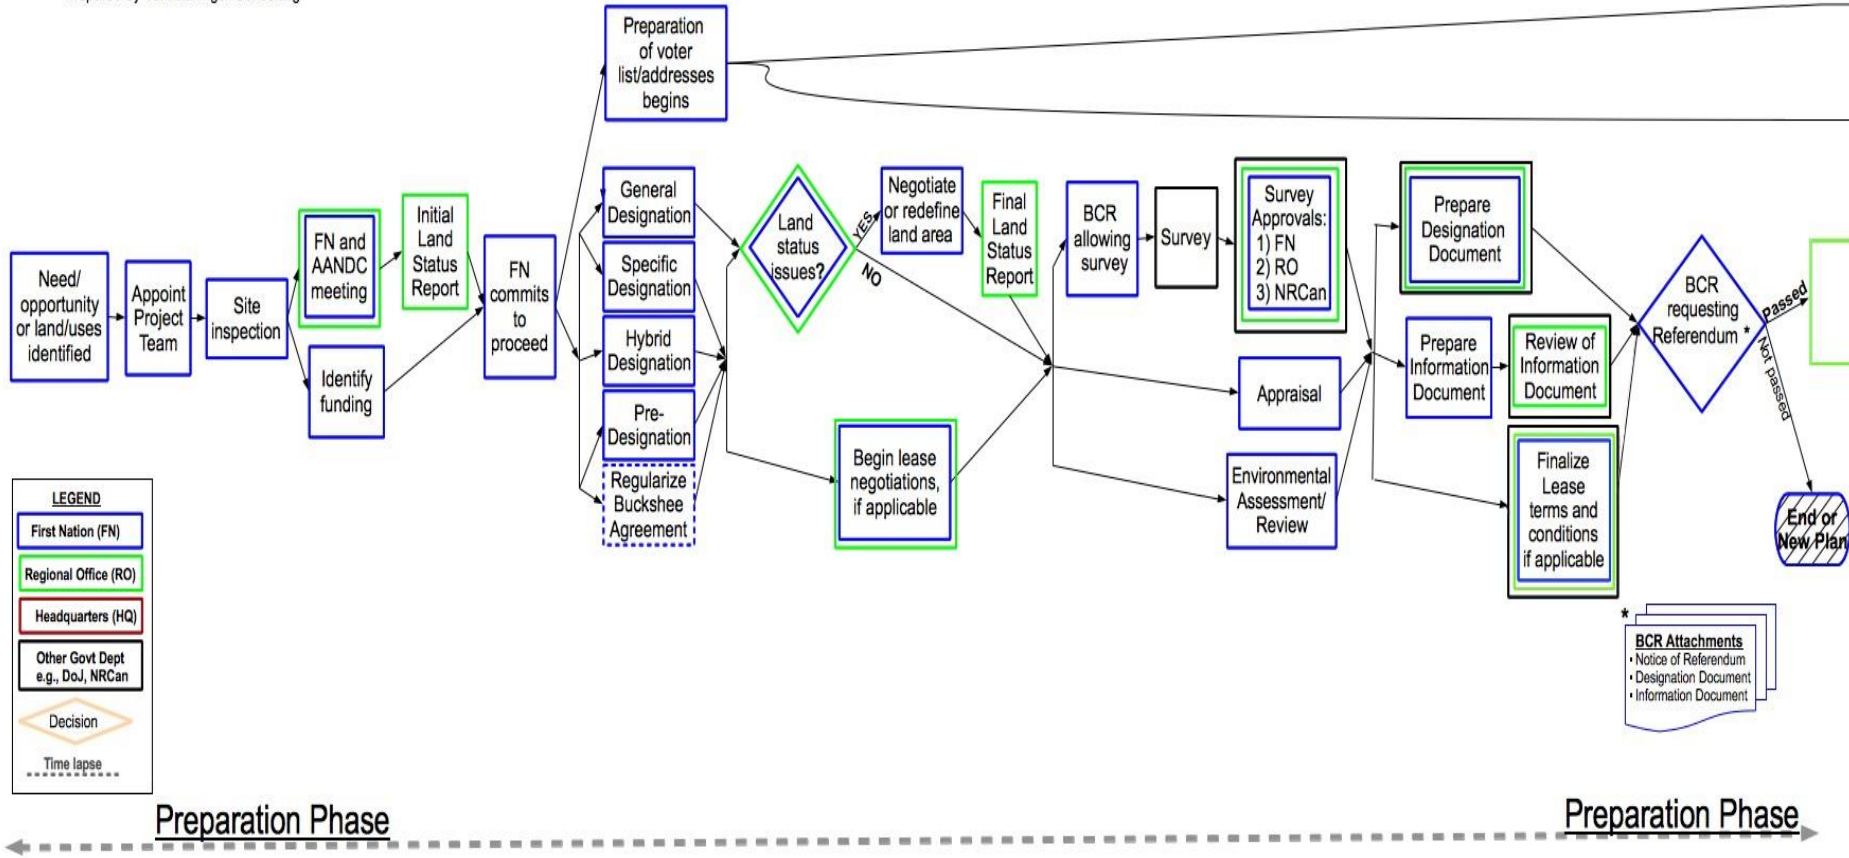 Preparation
of voter
list/addresses
begins
Need/
opportunity
or land/uses
identified
Appoint
Project
Team
Site
inspection
FN and
AANDC
meeting
Identify
funding
Initial
Land
Status
Report
FN
commits
to
proceed
General
Designation
Specific
Designation
Hybrid
Designation
Pre-
Designation
Regularize
Buckshee
Agreement
Land
status
issues?
YES
NO
Negotiate
or redefine
land area
Final
Land
Status
Report
Begin lease
negotiations,
if applicable
BCR
allowing
survey
Survey
Survey
Approvals:
1) FN
2) RO
3) NRCan
Appraisal
Environmental
Assessment/
Review
Prepare
Designation
Document
Prepare
Information
Document
Review of
Information
Document
Finalize
Lease
terms and
conditions
if applicable
BCR
requesting
Referendum *
Passed
Not passed
End or
New Plan
*
BCR Attachments
• Notice of Referendum
• Designation Document
• Information Document
LEGEND
First Nation (FN)
Regional Office (RO)
Headquarters (HQ)
Other Govt Dept
e.g., DoJ, NRCan
Decision
Time lapse
Preparation Phase
Preparation Phase